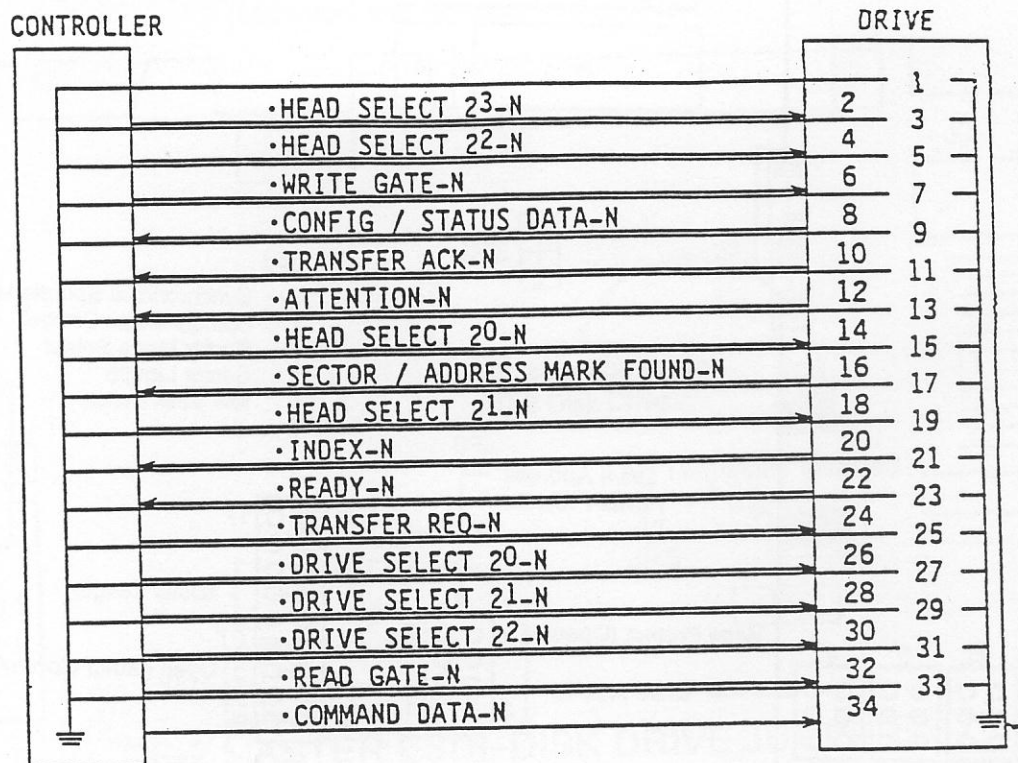 CONTROLLER DRIVE
1
·HEAD SELECT 2³-N 2
3
·HEAD SELECT 2²-N 4
5
·WRITE GATE-N 6
7
·CONFIG / STATUS DATA-N 8
9
·TRANSFER ACK-N 10
11
·ATTENTION-N 12
13
·HEAD SELECT 2⁰-N 14
15
·SECTOR / ADDRESS MARK FOUND-N 16
17
·HEAD SELECT 2¹-N 18
19
·INDEX-N 20
21
·READY-N 22
23
·TRANSFER REQ-N 24
25
·DRIVE SELECT 2⁰-N 26
27
·DRIVE SELECT 2¹-N 28
29
·DRIVE SELECT 2²-N 30
31
·READ GATE-N 32
33
·COMMAND DATA-N 34